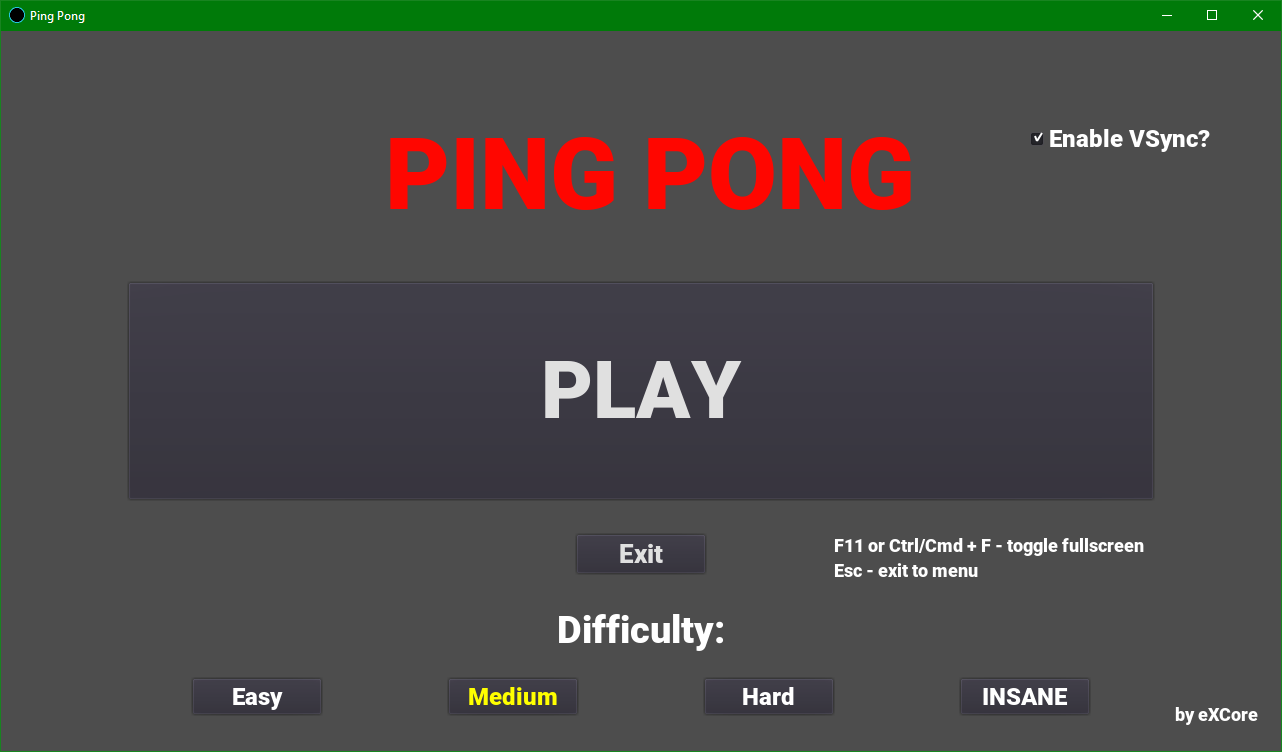 Ping Pong
PING PONG
Enable VSync?
PLAY
Exit
F11 or Ctrl/Cmd + F - toggle fullscreen
Esc - exit to menu
Difficulty:
Easy
Medium
Hard
INSANE
by eXCore